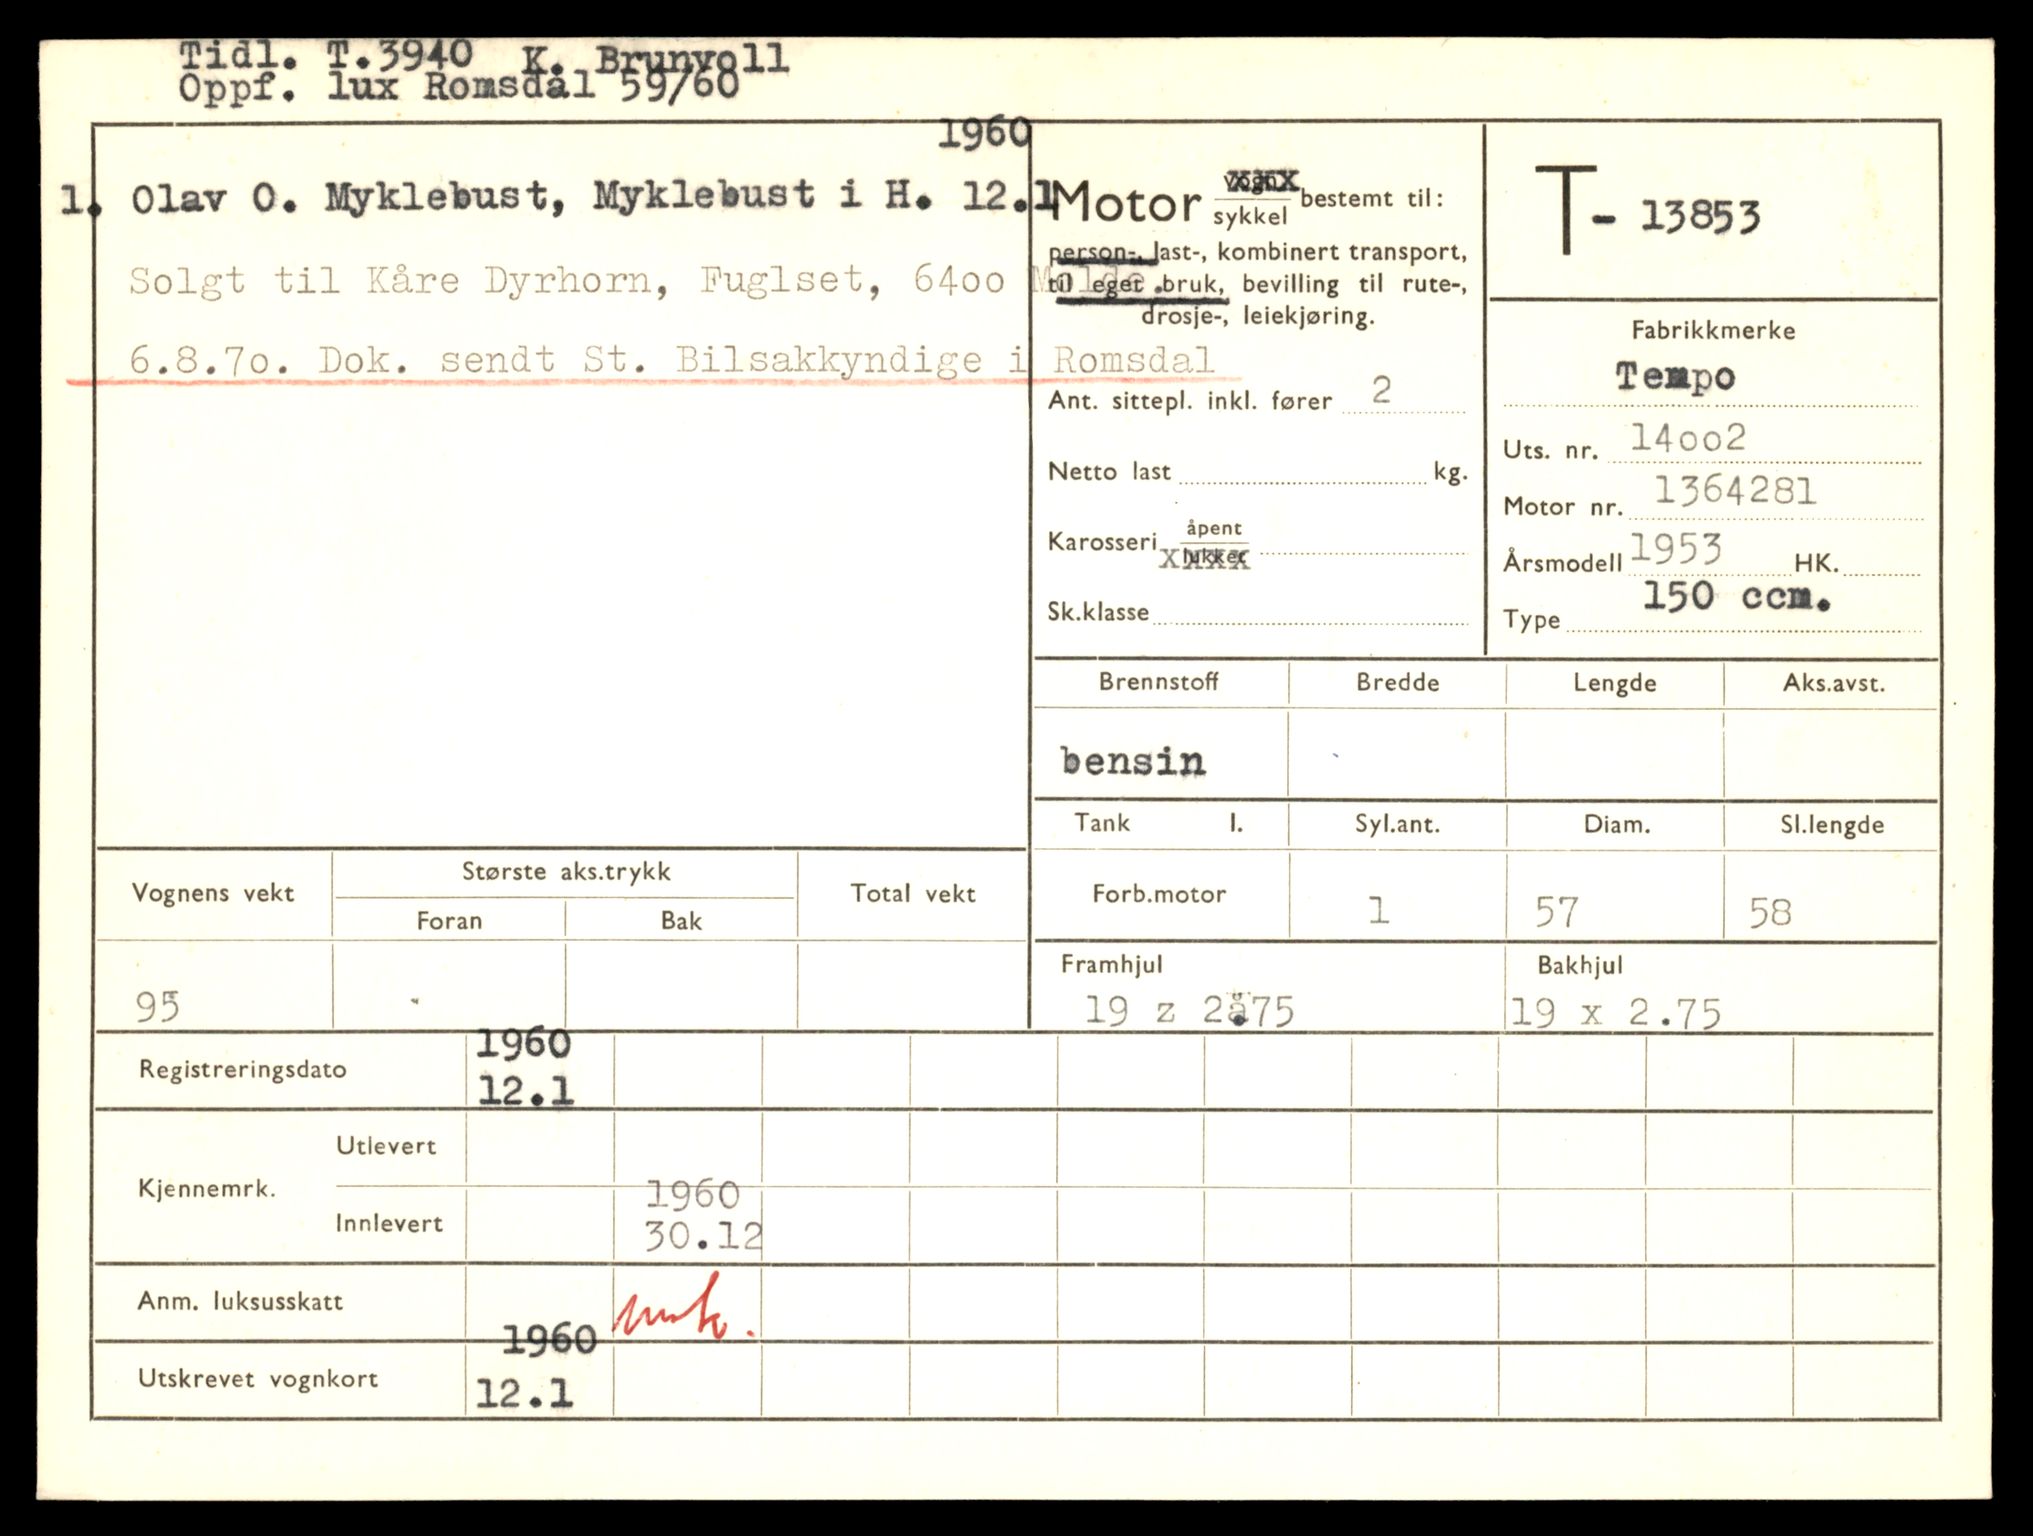 Tidl. T.3940 K. Brunvoll
Oppf. lux Romsdal 59/60
1960
1. Olav O. Myklebust, Myklebust i H. 12.1
Solgt til Kåre Dyrhorn, Fuglset, 6400 Molde.
6.8.70. Dok. sendt St. Bilsakkyndige i Romsdal
Motor vogn/sykkel bestemt til:
person-, last-, kombinert transport,
til eget bruk, bevilling til rute-,
drosje-, leiekjøring.
Ant. sittepl. inkl. fører 2
Netto last kg.
Karosseri åpent/lukket
Sk.klasse
T- 13853
Fabrikkmerke
Tempo
Uts. nr. 14oo2
Motor nr. 1364281
Årsmodell 1953 HK.
Type 150 ccm.
Brennstoff Bredde Lengde Aks.avst.
bensin
Tank l. Syl.ant. Diam. Sl.lengde
Forb.motor 1 57 58
Framhjul Bakhjul
19 z 2.75 19 x 2.75
Vognens vekt Største aks.trykk Total vekt
Foran Bak
95
Registreringsdato 1960
12.1
Kjennemrk. Utlevert
Innlevert 1960
30.12
Anm. luksusskatt
Utskrevet vognkort 1960
12.1